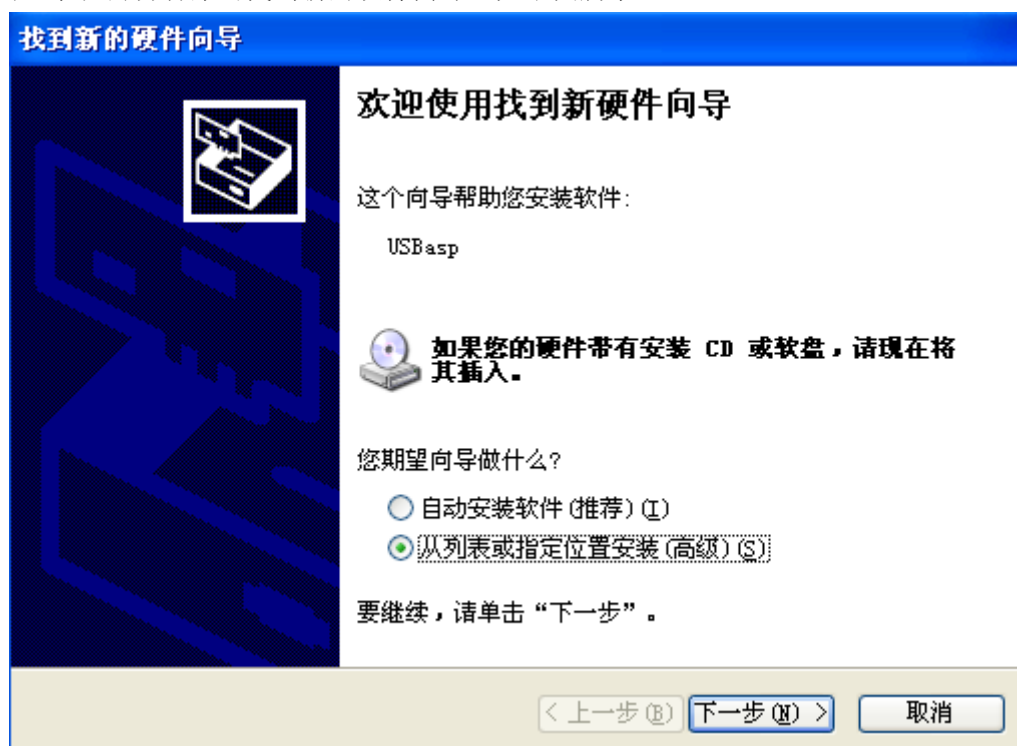 找到新的硬件向导
欢迎使用找到新硬件向导
这个向导帮助您安装软件:
USBasp
如果您的硬件带有安装 CD 或软盘，请现在将
其插入。
您期望向导做什么?
自动安装软件(推荐)(I)
从列表或指定位置安装(高级)(S)
要继续，请单击“下一步”。
< 上一步(B) 下一步(N) > 取消